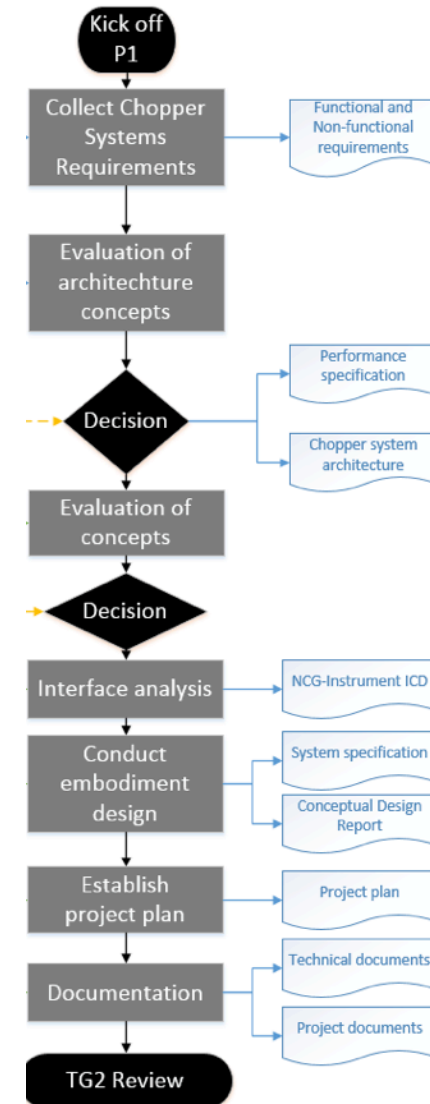 Kick off
P1
Collect Chopper
Systems
Requirements
Functional and
Non-functional
requirements
Evaluation of
architechture
concepts
Performance
specification
Decision
Chopper system
architecture
Evaluation of
concepts
Decision
Interface analysis
NCG-Instrument ICD
Conduct
embodiment
design
System specification
Conceptual Design
Report
Establish
project plan
Project plan
Documentation
Technical documents
Project documents
TG2 Review